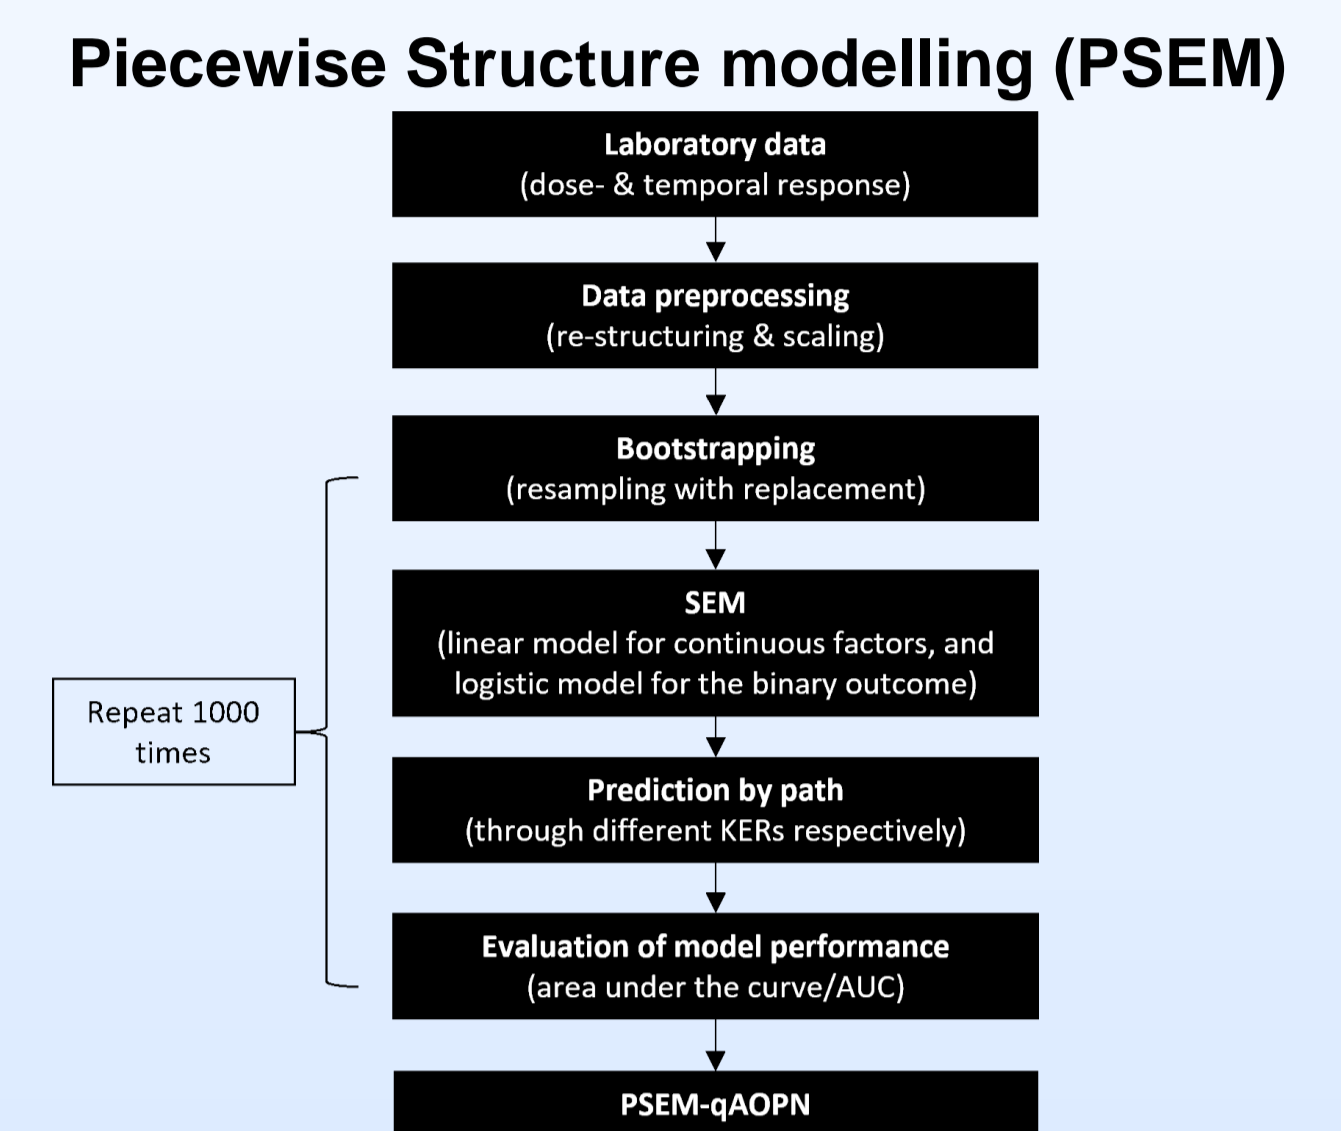 Piecewise Structure modelling (PSEM)
Laboratory data
(dose- & temporal response)
Data preprocessing
(re-structuring & scaling)
Bootstrapping
(resampling with replacement)
SEM
(linear model for continuous factors, and
logistic model for the binary outcome)
Repeat 1000
times
Prediction by path
(through different KERs respectively)
Evaluation of model performance
(area under the curve/AUC)
PSEM-qAOPN